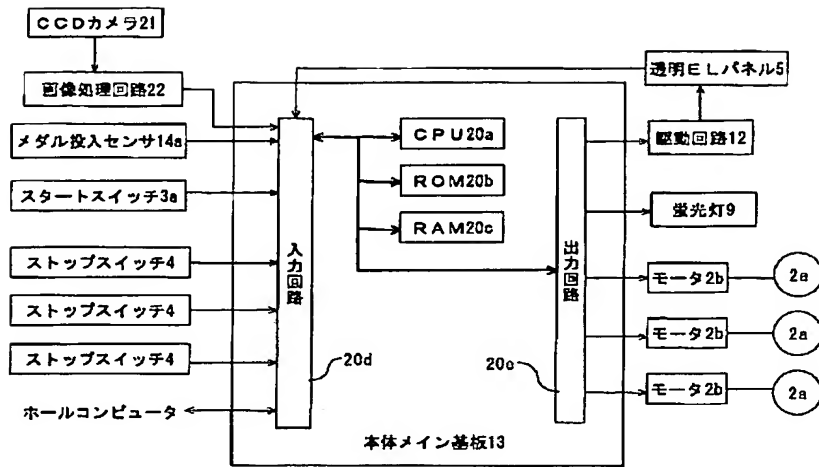 CCDカメラ21
画像処理回路22
メダル投入センサ14a
スタートスイッチ3a
ストップスイッチ4
ストップスイッチ4
ストップスイッチ4
ホールコンピュータ
入力回路
20d
CPU20a
ROM20b
RAM20c
出力回路
20e
本体メイン基板13
透明ELパネル5
駆動回路12
蛍光灯9
モータ2b
2a
モータ2b
2a
モータ2b
2a